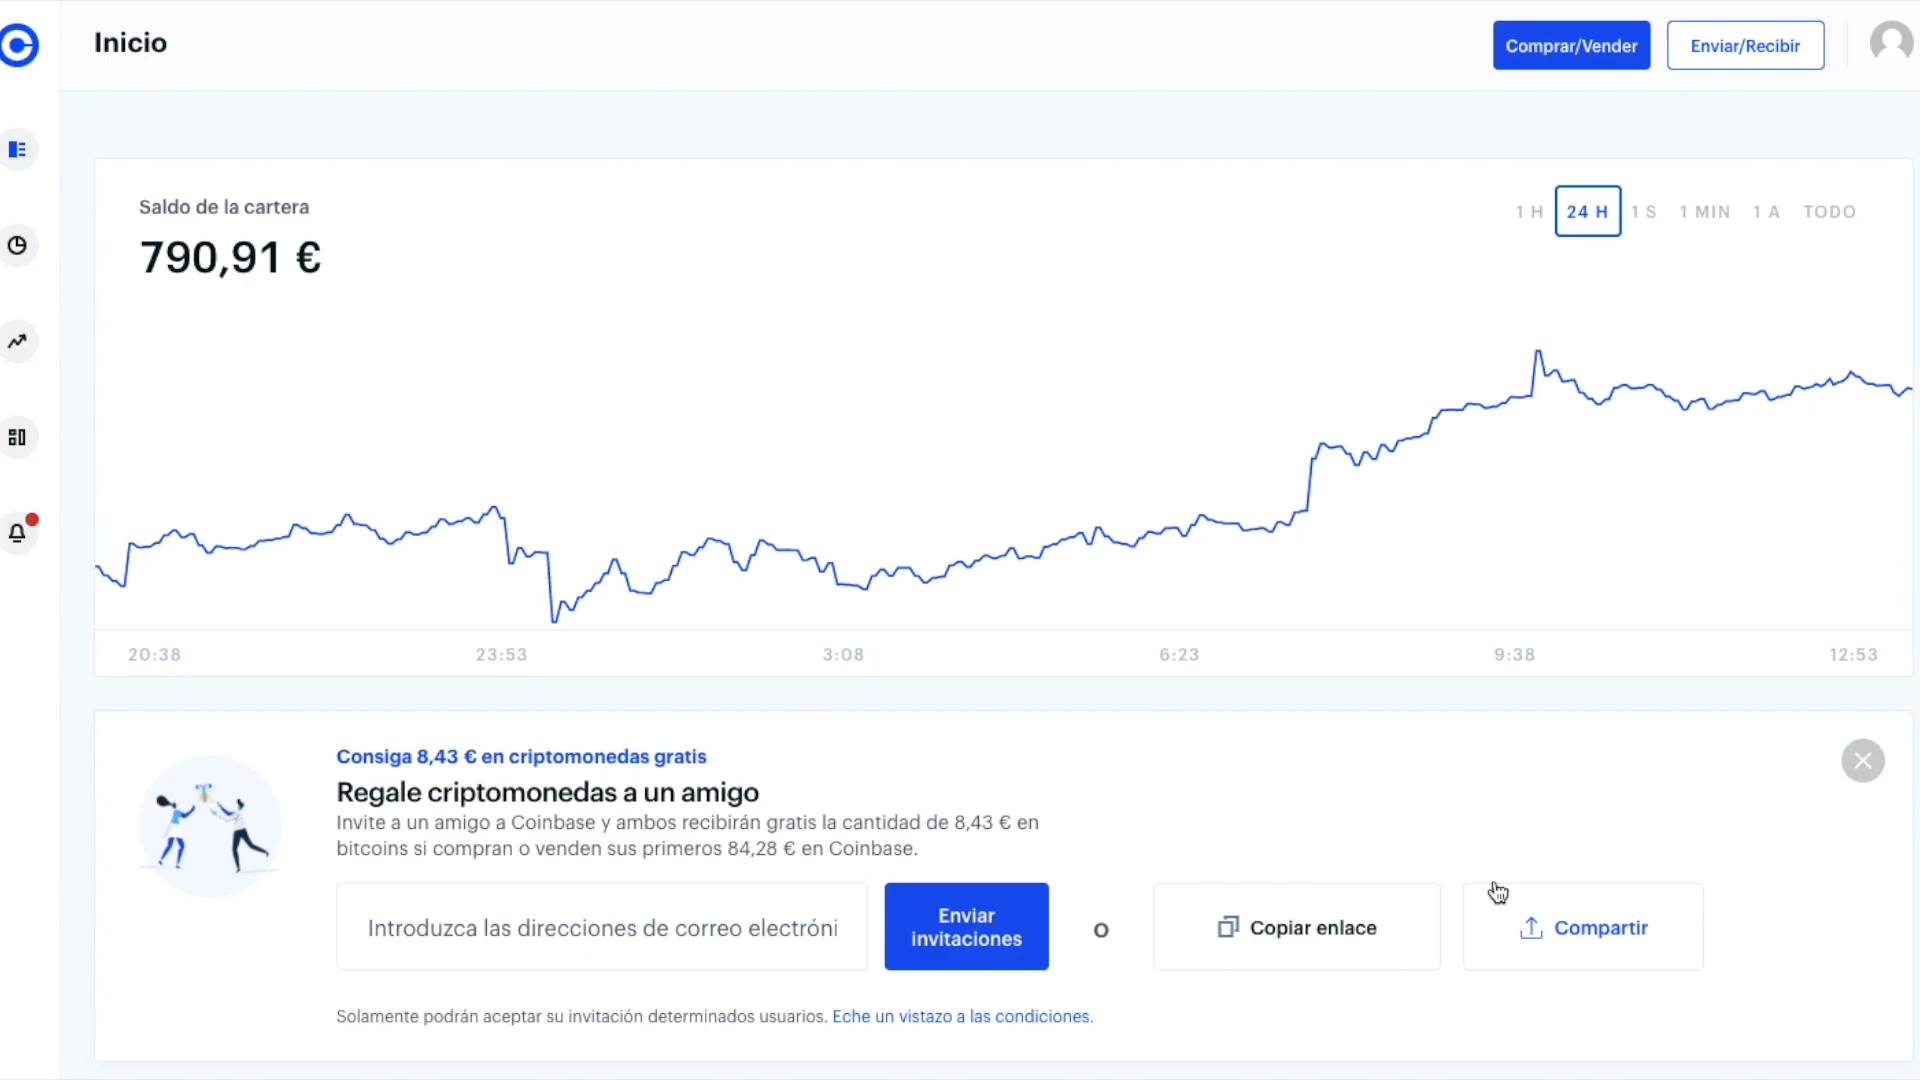 Inicio
Comprar/Vender
Enviar/Recibir
Saldo de la cartera
790,91 €
1 H 24 H 1 S 1 MIN 1 A TODO
20:38 23:53 3:08 6:23 9:38 12:53
Consiga 8,43 € en criptomonedas gratis
Regale criptomonedas a un amigo
Invite a un amigo a Coinbase y ambos recibirán gratis la cantidad de 8,43 € en
bitcoins si compran o venden sus primeros 84,28 € en Coinbase.
Introduzca las direcciones de correo electróni
Enviar
invitaciones
o
Copiar enlace
Compartir
Solamente podrán aceptar su invitación determinados usuarios. Eche un vistazo a las condiciones.